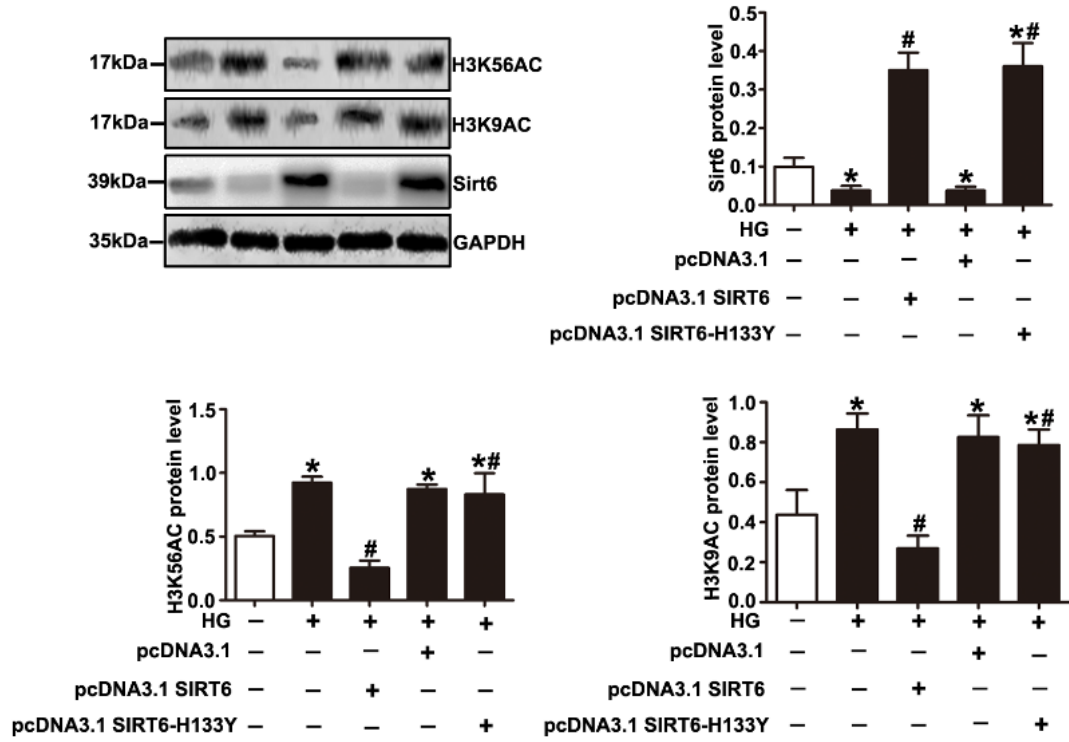 17kDa
H3K56AC
17kDa
H3K9AC
39kDa
Sirt6
35kDa
GAPDH
Sirt6 protein level
0.5
0.4
0.3
0.2
0.1
0.0
* # * *#
HG – + + + +
pcDNA3.1 – – – + –
pcDNA3.1 SIRT6 – – + – –
pcDNA3.1 SIRT6-H133Y – – – – +
H3K56AC protein level
1.5
1.0
0.5
0.0
* # * *#
HG – + + + +
pcDNA3.1 – – – + –
pcDNA3.1 SIRT6 – – + – –
pcDNA3.1 SIRT6-H133Y – – – – +
H3K9AC protein level
1.0
0.8
0.6
0.4
0.2
0.0
* # * *#
HG – + + + +
pcDNA3.1 – – – + –
pcDNA3.1 SIRT6 – – + – –
pcDNA3.1 SIRT6-H133Y – – – – +